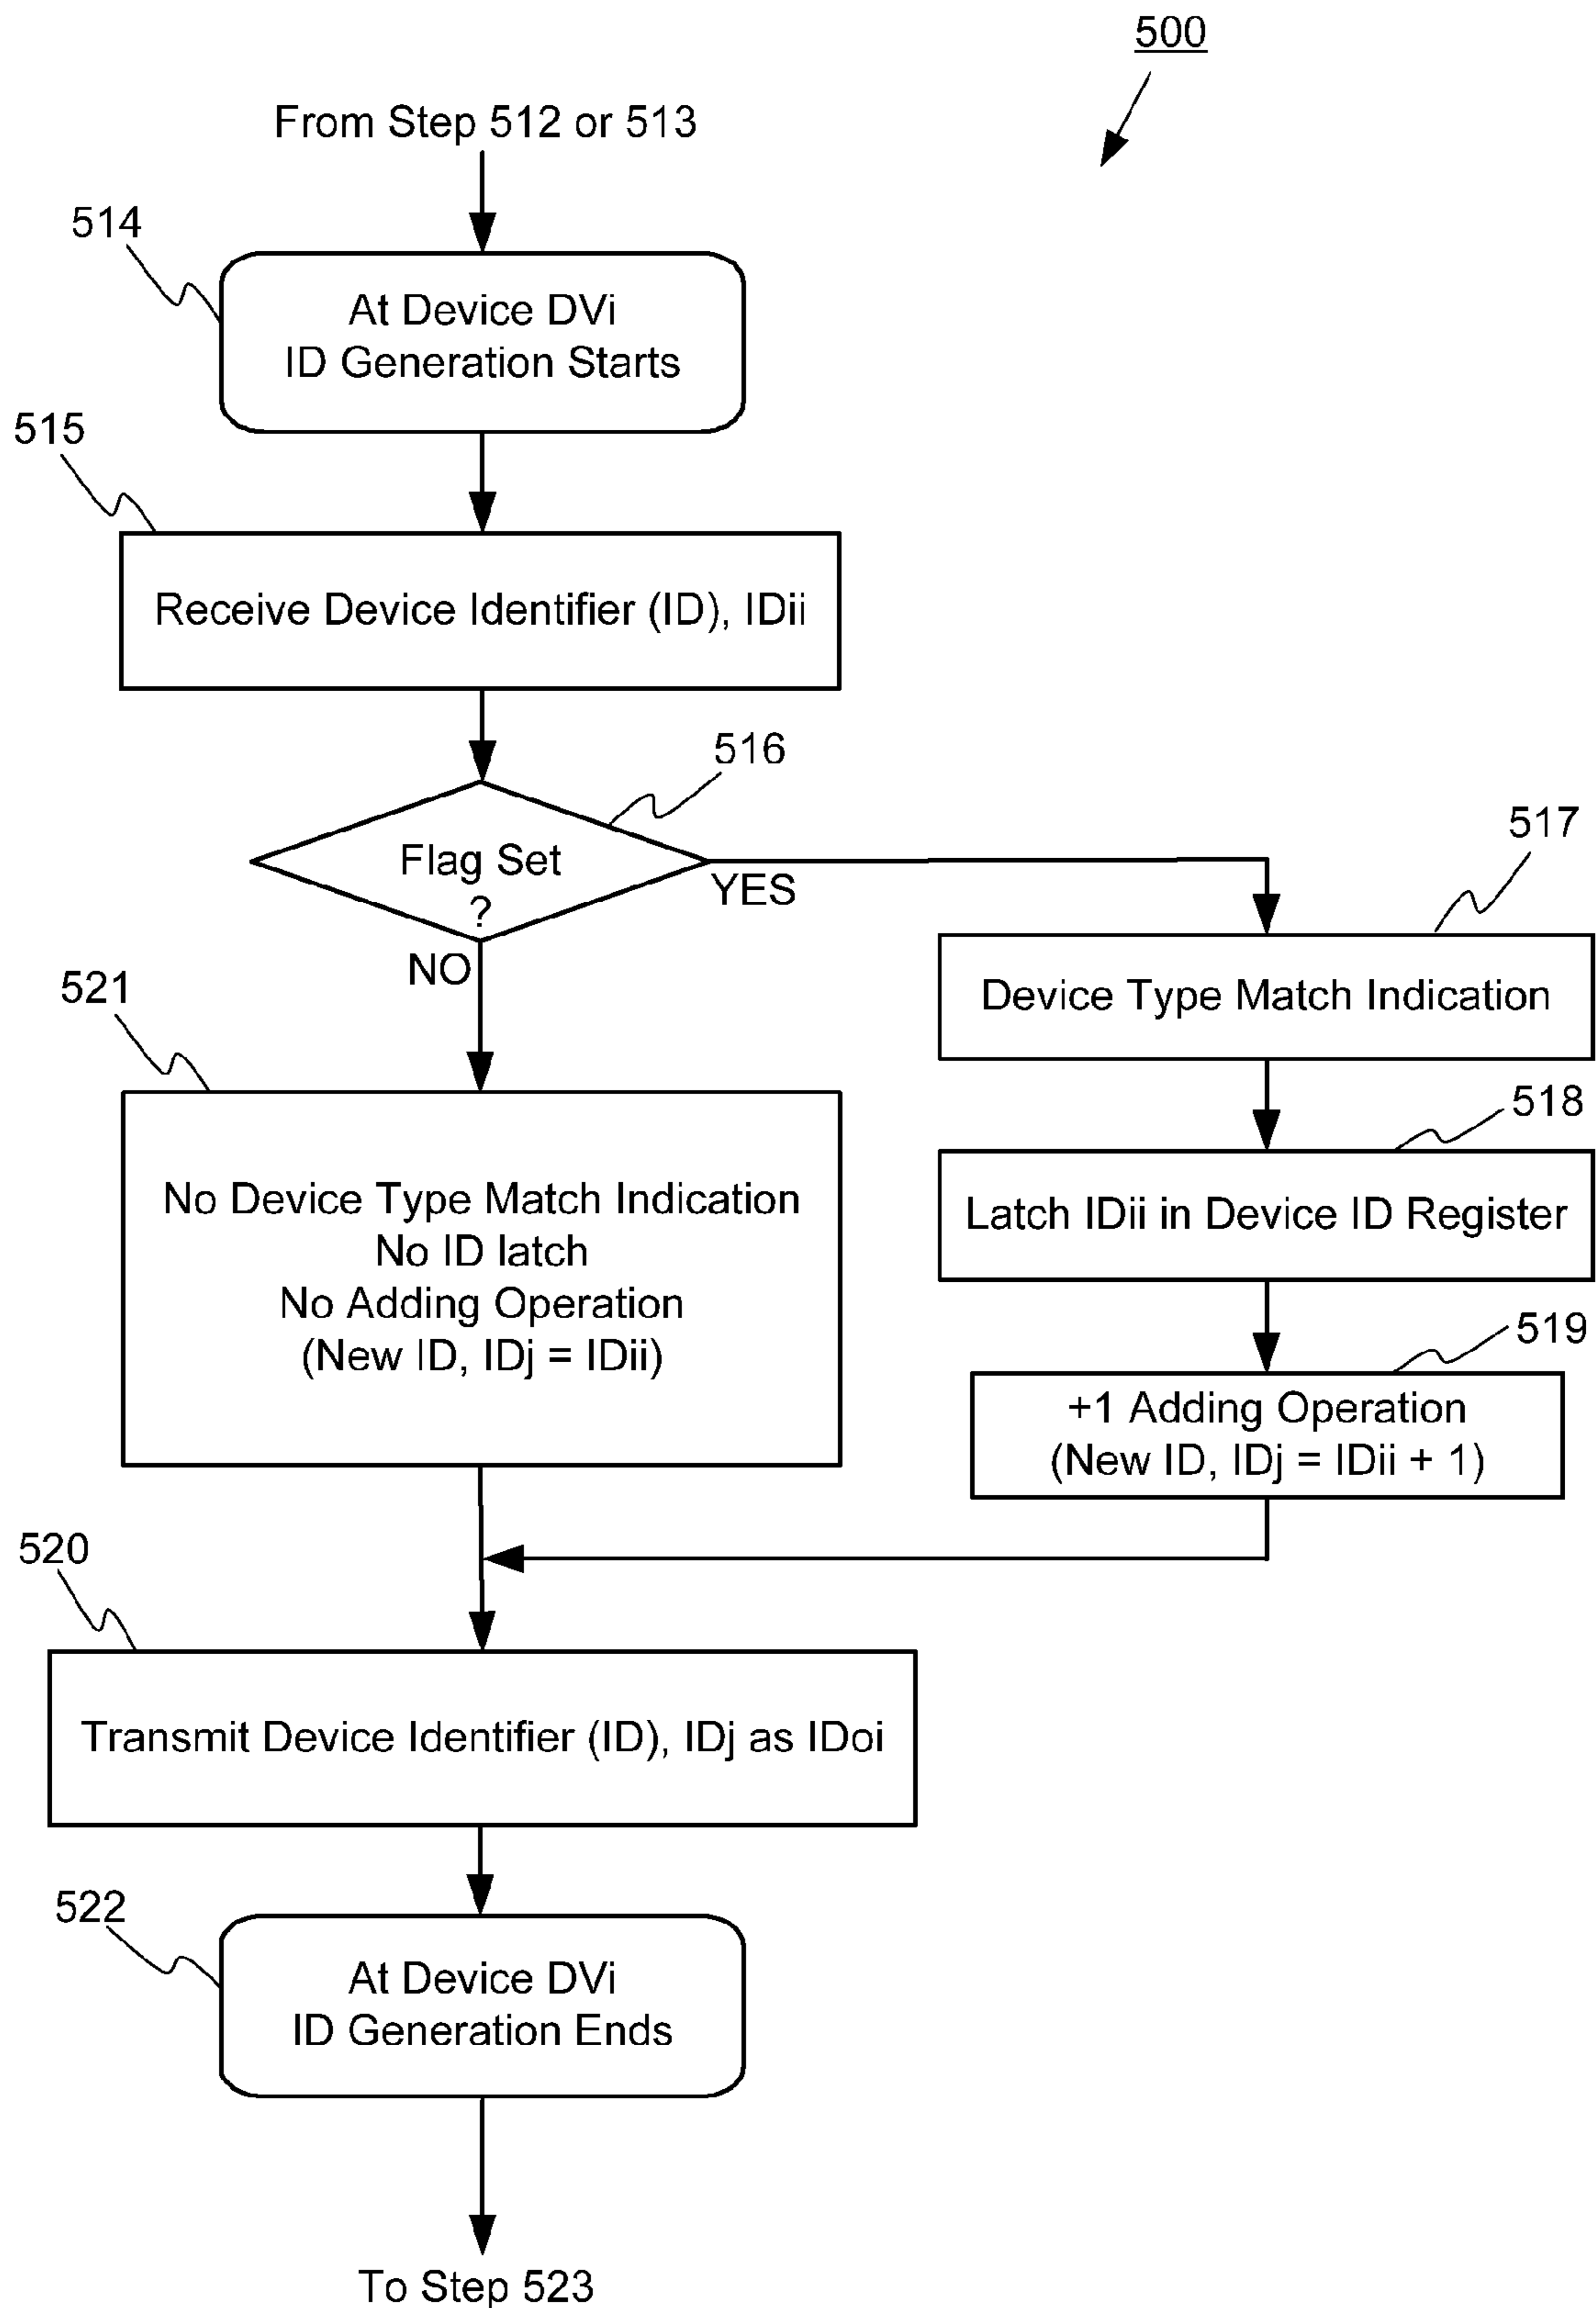 500
From Step 512 or 513
514
At Device DVi
ID Generation Starts
515
Receive Device Identifier (ID), IDii
516
Flag Set
?
YES
NO
517
Device Type Match Indication
518
Latch IDii in Device ID Register
519
+1 Adding Operation
(New ID, IDj = IDii + 1)
521
No Device Type Match Indication
No ID latch
No Adding Operation
(New ID, IDj = IDii)
520
Transmit Device Identifier (ID), IDj as IDoi
522
At Device DVi
ID Generation Ends
To Step 523